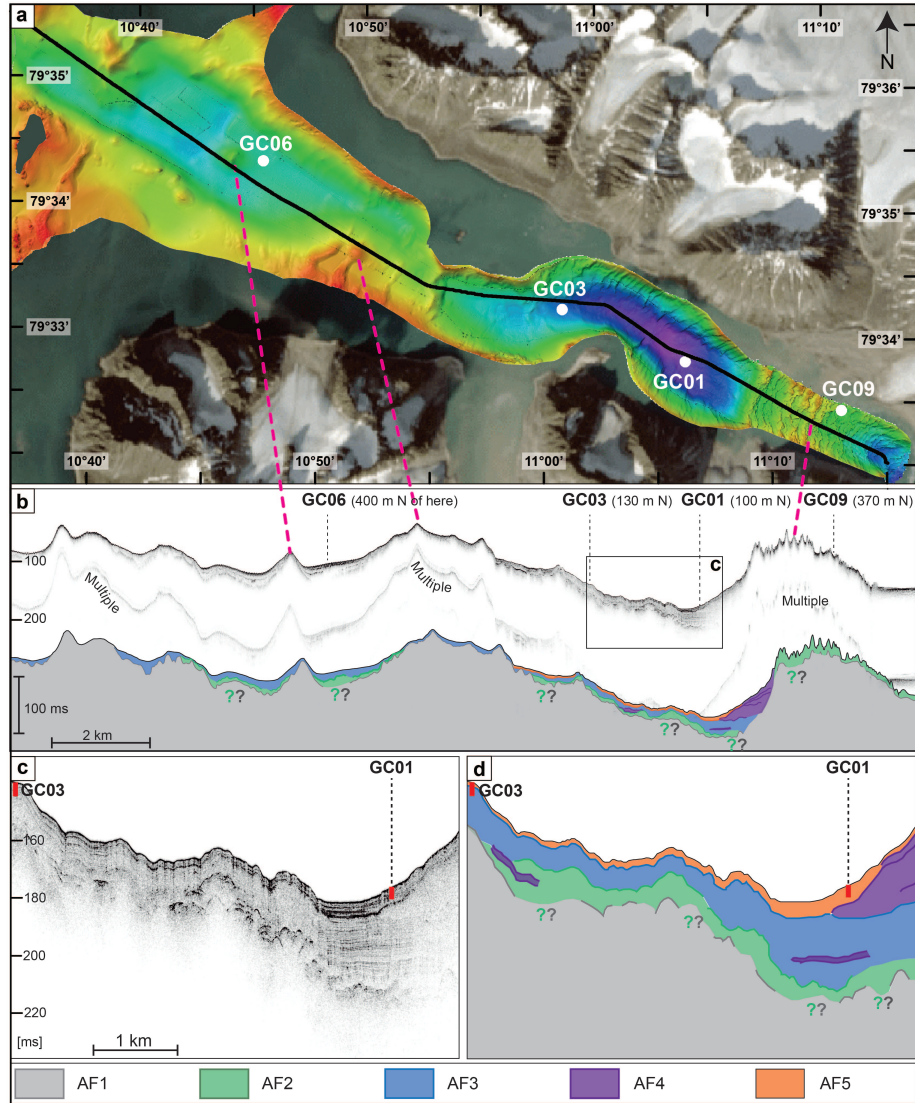 a
10°40'
10°50'
11°00'
11°10'
N
79°35'
79°36'
GC06
79°34'
79°35'
GC03
79°33'
79°34'
GC01
GC09
10°40'
10°50'
11°00'
11°10'
b
GC06 (400 m N of here)
GC03 (130 m N)
GC01 (100 m N)
GC09 (370 m N)
100
c
Multiple
Multiple
Multiple
200
??
??
??
??
??
??
100 ms
2 km
c
GC01
GC03
160
180
200
220
[ms]
1 km
d
GC01
GC03
??
??
??
??
AF1
AF2
AF3
AF4
AF5